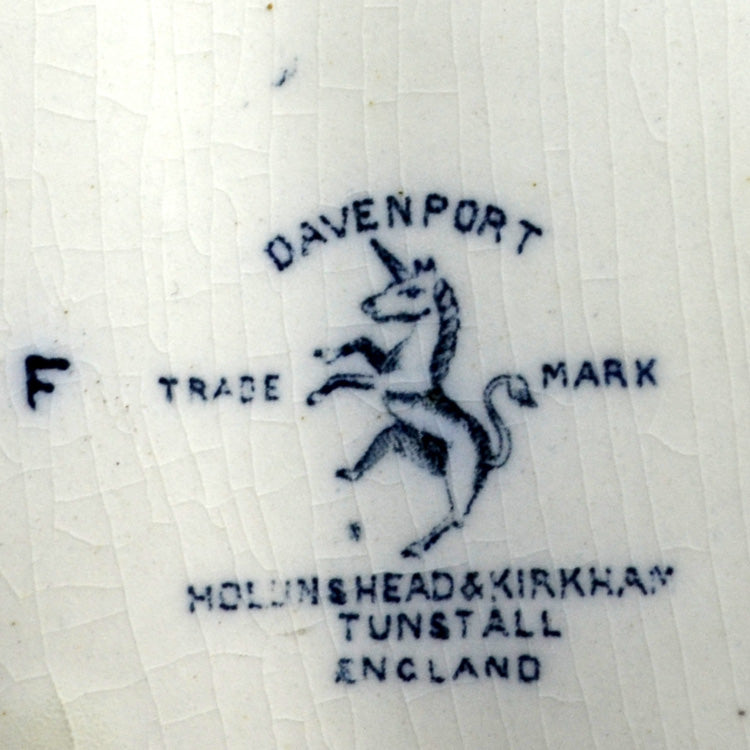 DAVENPORT
F
TRADE MARK
HOLLINSHEAD & KIRKHAM
TUNSTALL
ENGLAND